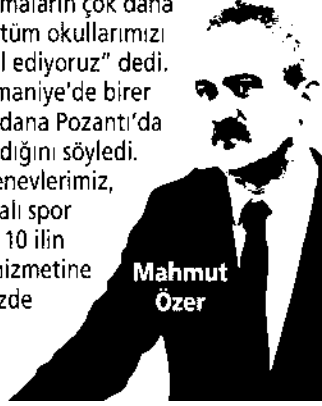 maların çok daha
tüm okullarımızı
l ediyoruz” dedi.
maniye'de birer
dana Pozantı'da
dığını söyledi.
enevlerimiz,
alı spor
10 ilin
nizmetine
zde
Mahmut
Özer